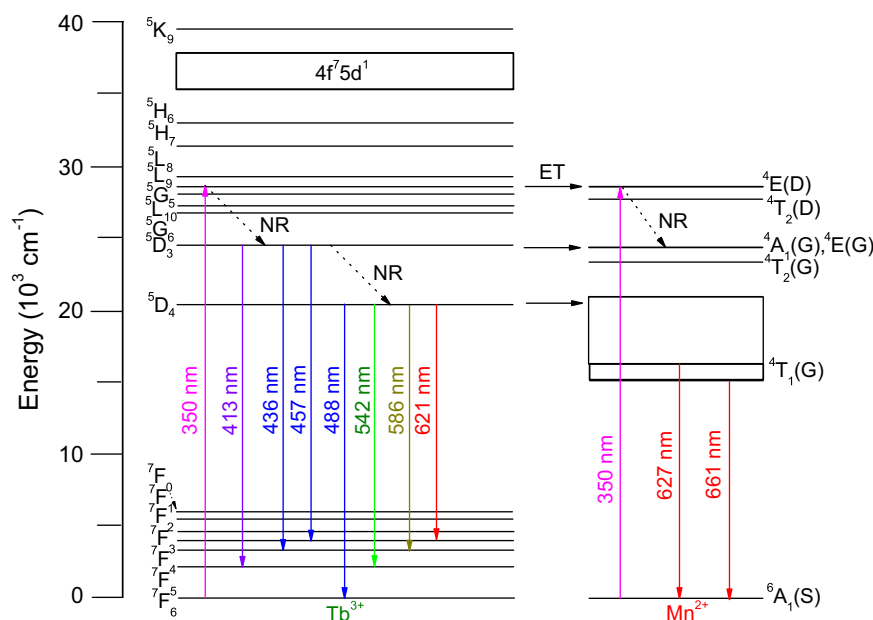 40
30
20
10
0
Energy (10³ cm⁻¹)
⁵K₉
4f⁷5d¹
⁵H₆
⁵H₇
⁵L₈
⁵L₉
⁵G₅
⁵L₁₀
⁵G₆
⁵D₃
⁵D₄
NR
NR
350 nm
413 nm
436 nm
457 nm
488 nm
542 nm
586 nm
621 nm
⁷F₀
⁷F₁
⁷F₂
⁷F₃
⁷F₄
⁷F₅
⁷F₆
Tb³⁺
ET
⁴E(D)
⁴T₂(D)
NR
⁴A₁(G),⁴E(G)
⁴T₂(G)
⁴T₁(G)
350 nm
627 nm
661 nm
⁶A₁(S)
Mn²⁺